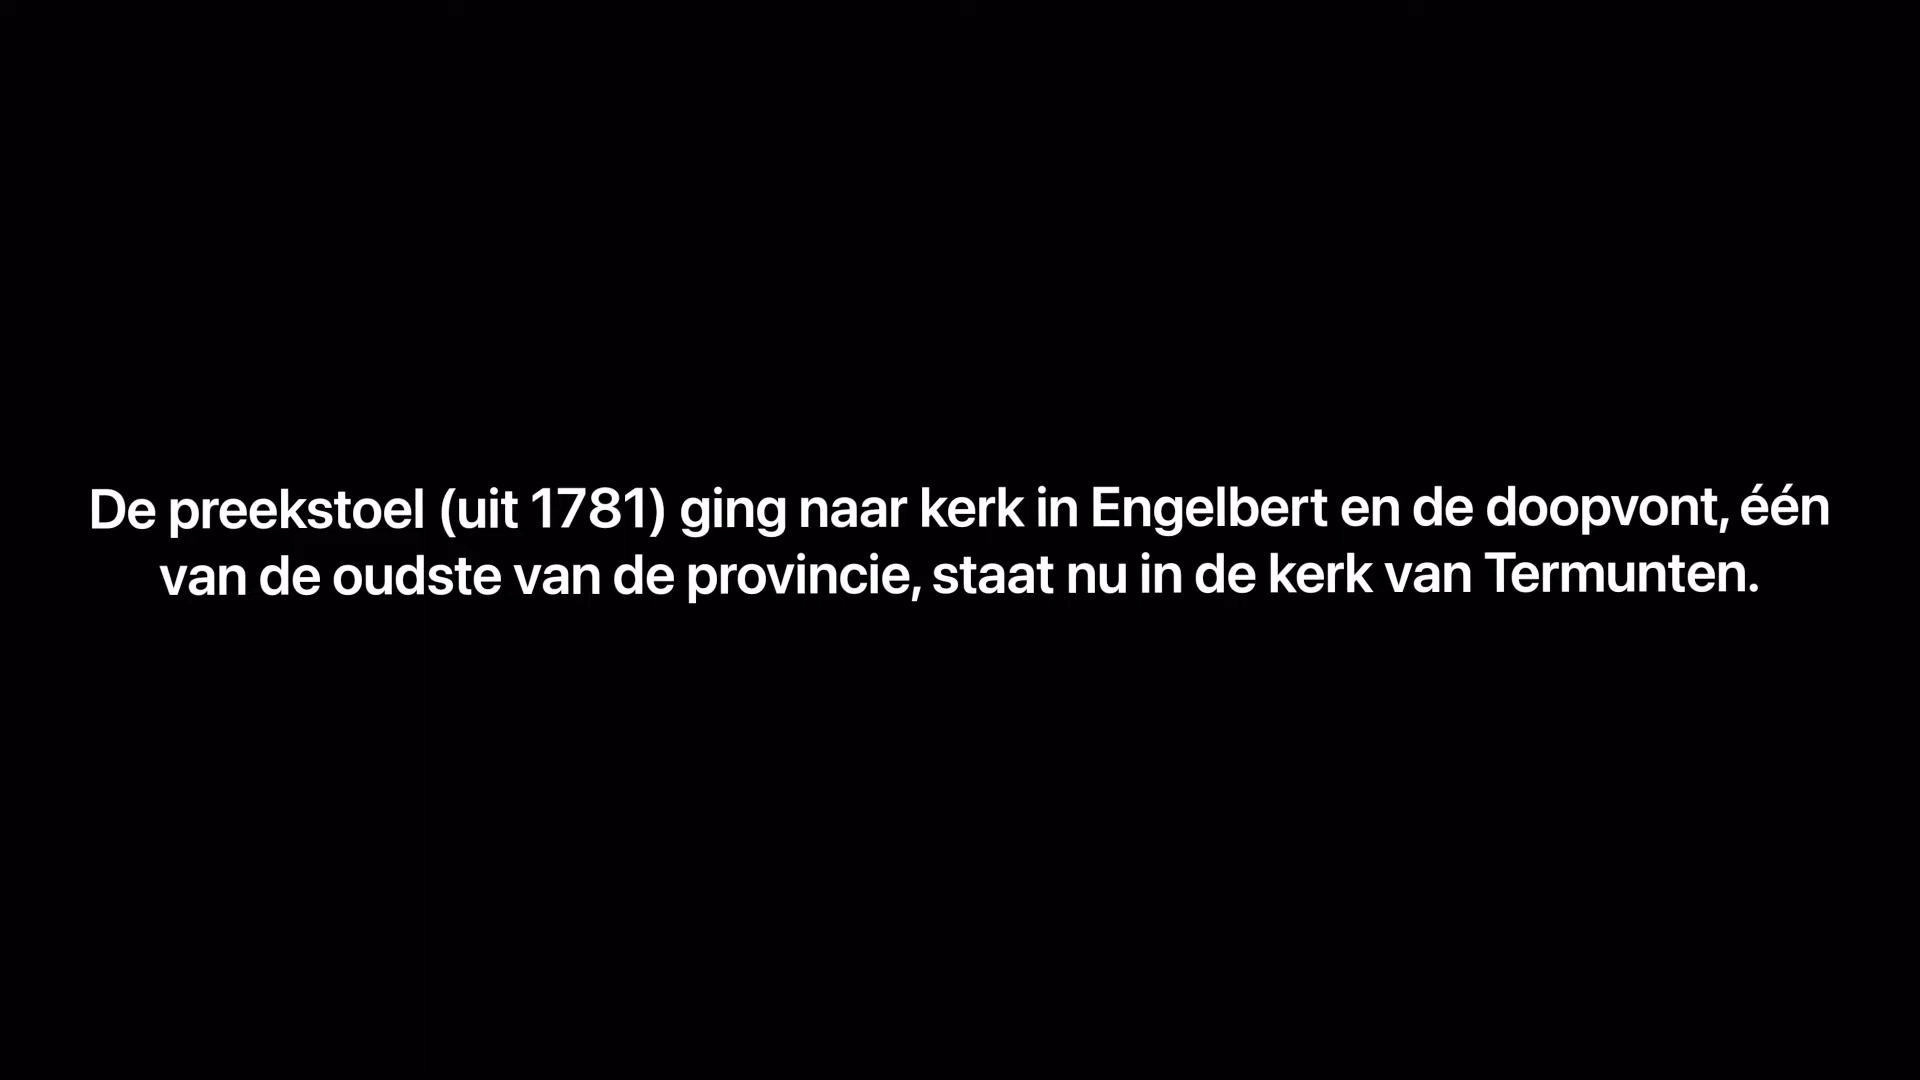 De preekstoel (uit 1781) ging naar kerk in Engelbert en de doopvont, één
van de oudste van de provincie, staat nu in de kerk van Termunten.